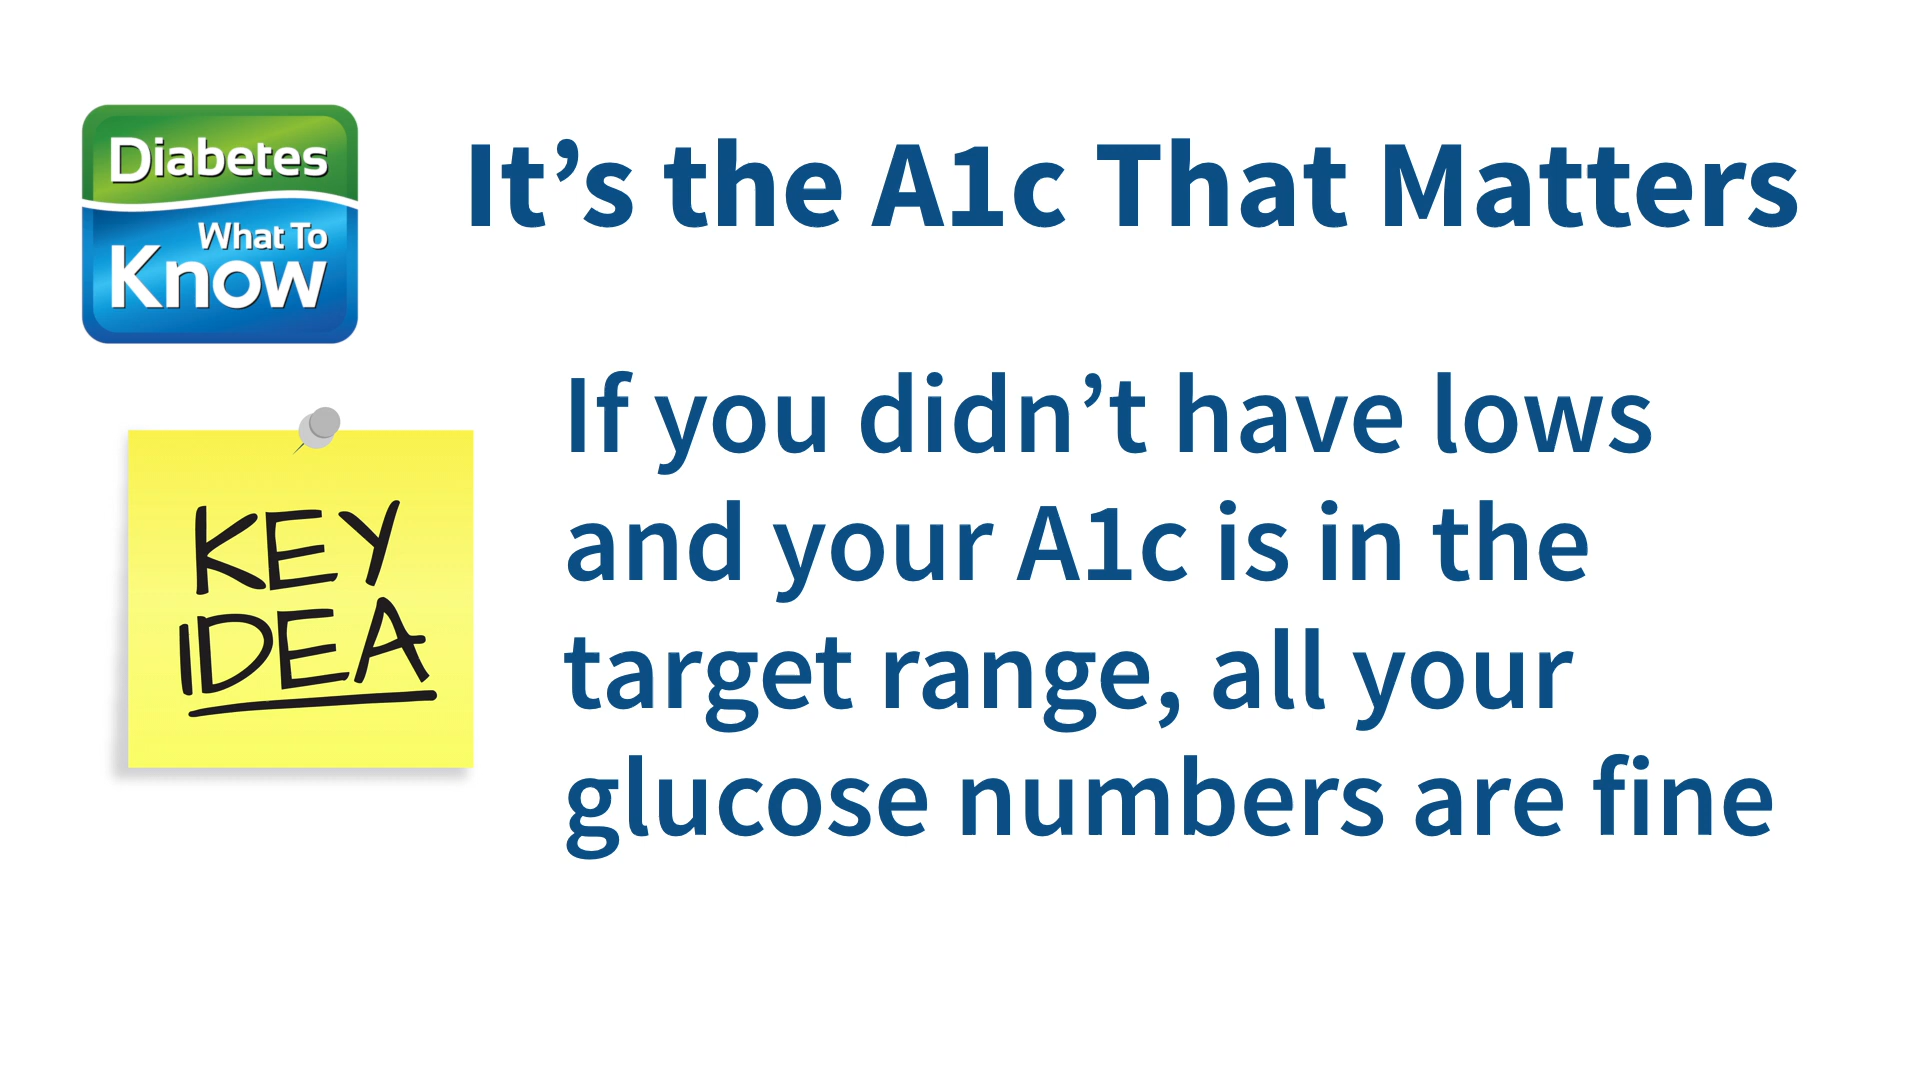 Diabetes
What To
Know
It’s the A1c That Matters
KEY
IDEA
If you didn’t have lows
and your A1c is in the
target range, all your
glucose numbers are fine